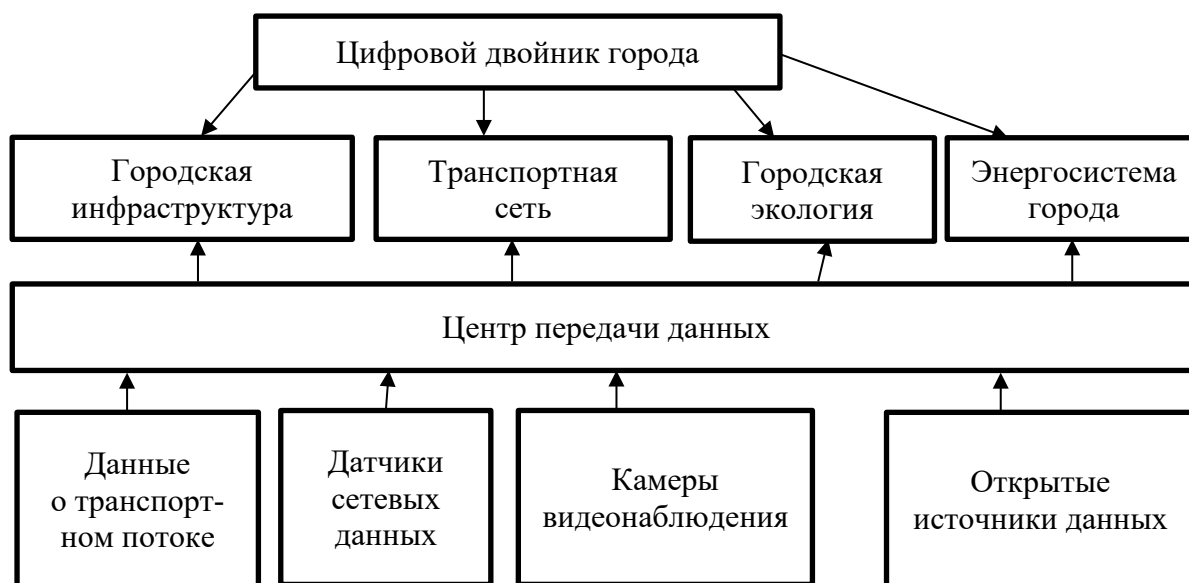 Цифровой двойник города
Городская
инфраструктура
Транспортная
сеть
Городская
экология
Энергосистема
города
Центр передачи данных
Данные
о транспорт-
ном потоке
Датчики
сетевых
данных
Камеры
видеонаблюдения
Открытые
источники данных